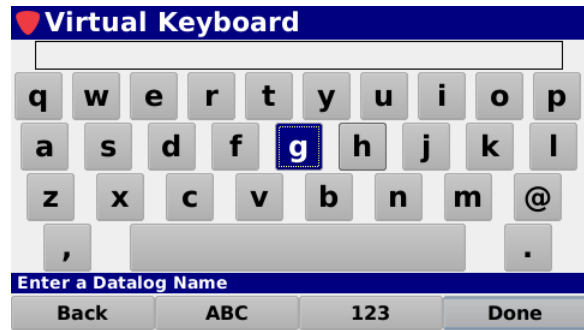 Virtual Keyboard
q w e r t y u i o p
a s d f g h j k l
z x c v b n m @
, .
Enter a Datalog Name
Back ABC 123 Done